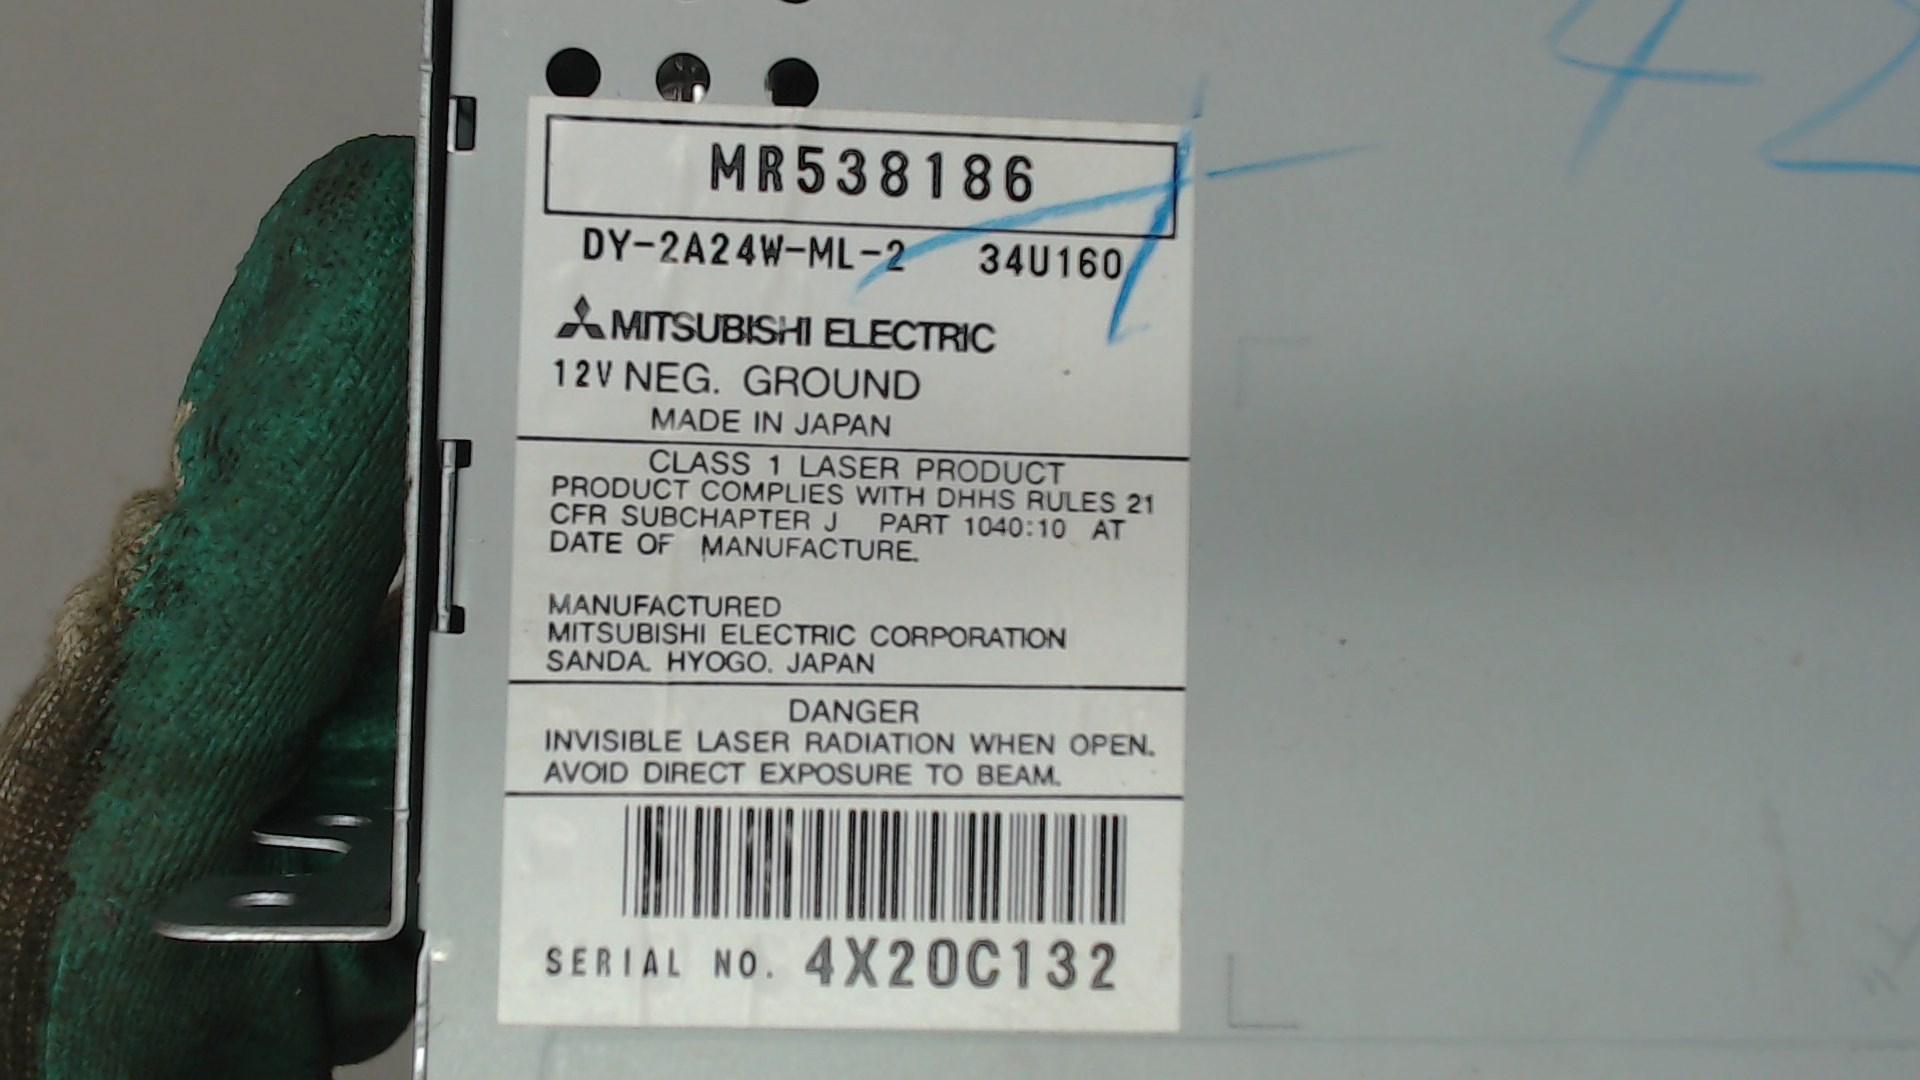 MR538186
DY-2A24W-ML-2 34U160
MITSUBISHI ELECTRIC
12V NEG. GROUND
MADE IN JAPAN
CLASS 1 LASER PRODUCT
PRODUCT COMPLIES WITH DHHS RULES 21
CFR SUBCHAPTER J PART 1040:10 AT
DATE OF MANUFACTURE.
MANUFACTURED
MITSUBISHI ELECTRIC CORPORATION
SANDA. HYOGO. JAPAN
DANGER
INVISIBLE LASER RADIATION WHEN OPEN.
AVOID DIRECT EXPOSURE TO BEAM.
SERIAL NO. 4X20C132